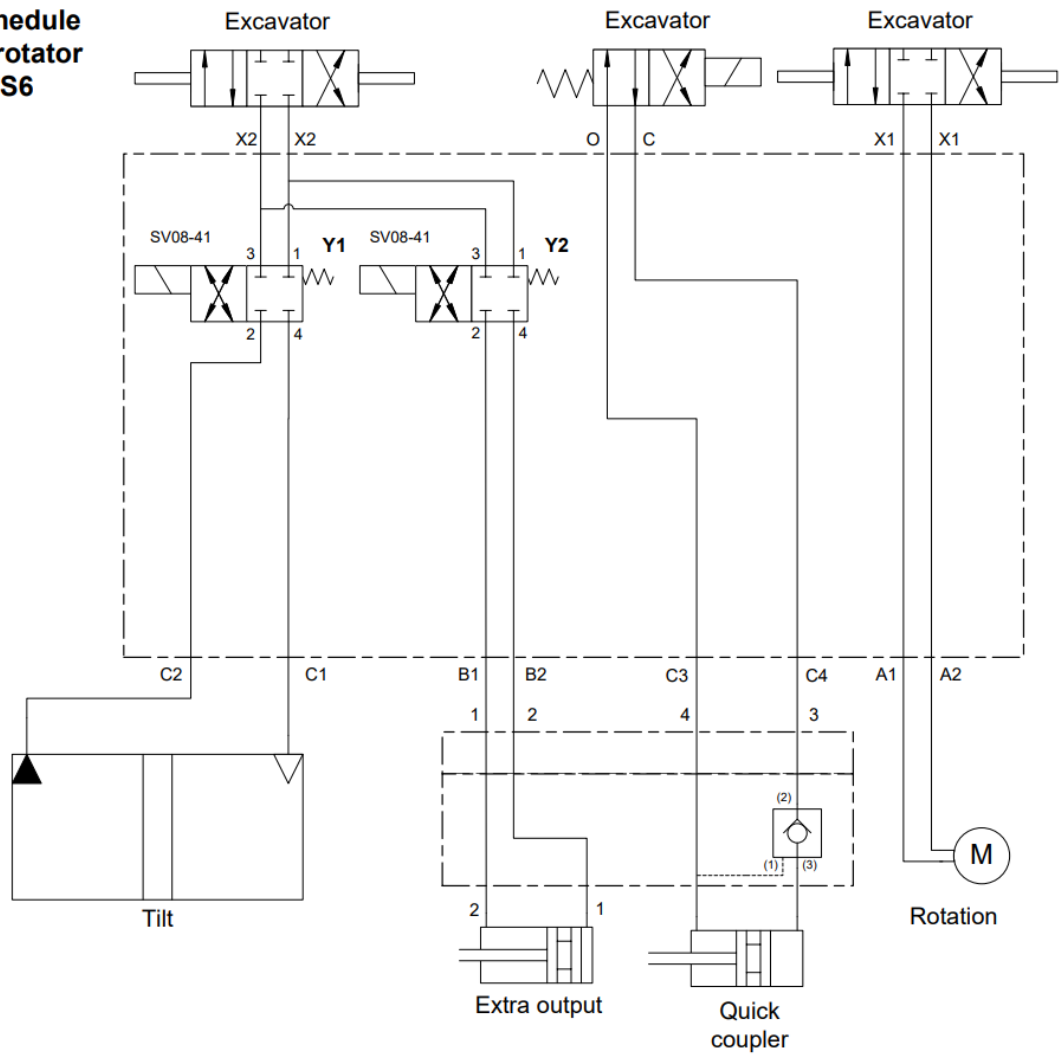 rotator
S6
Excavator
Excavator
Excavator
X2 X2
O C
X1 X1
SV08-41
3 1
Y1
SV08-41
3 1
Y2
2 4
2 4
C2 C1 B1 B2 C3 C4 A1 A2
1 2 4 3
(2)
(1) (3)
M
2 1
Tilt
Rotation
Extra output
Quick
coupler